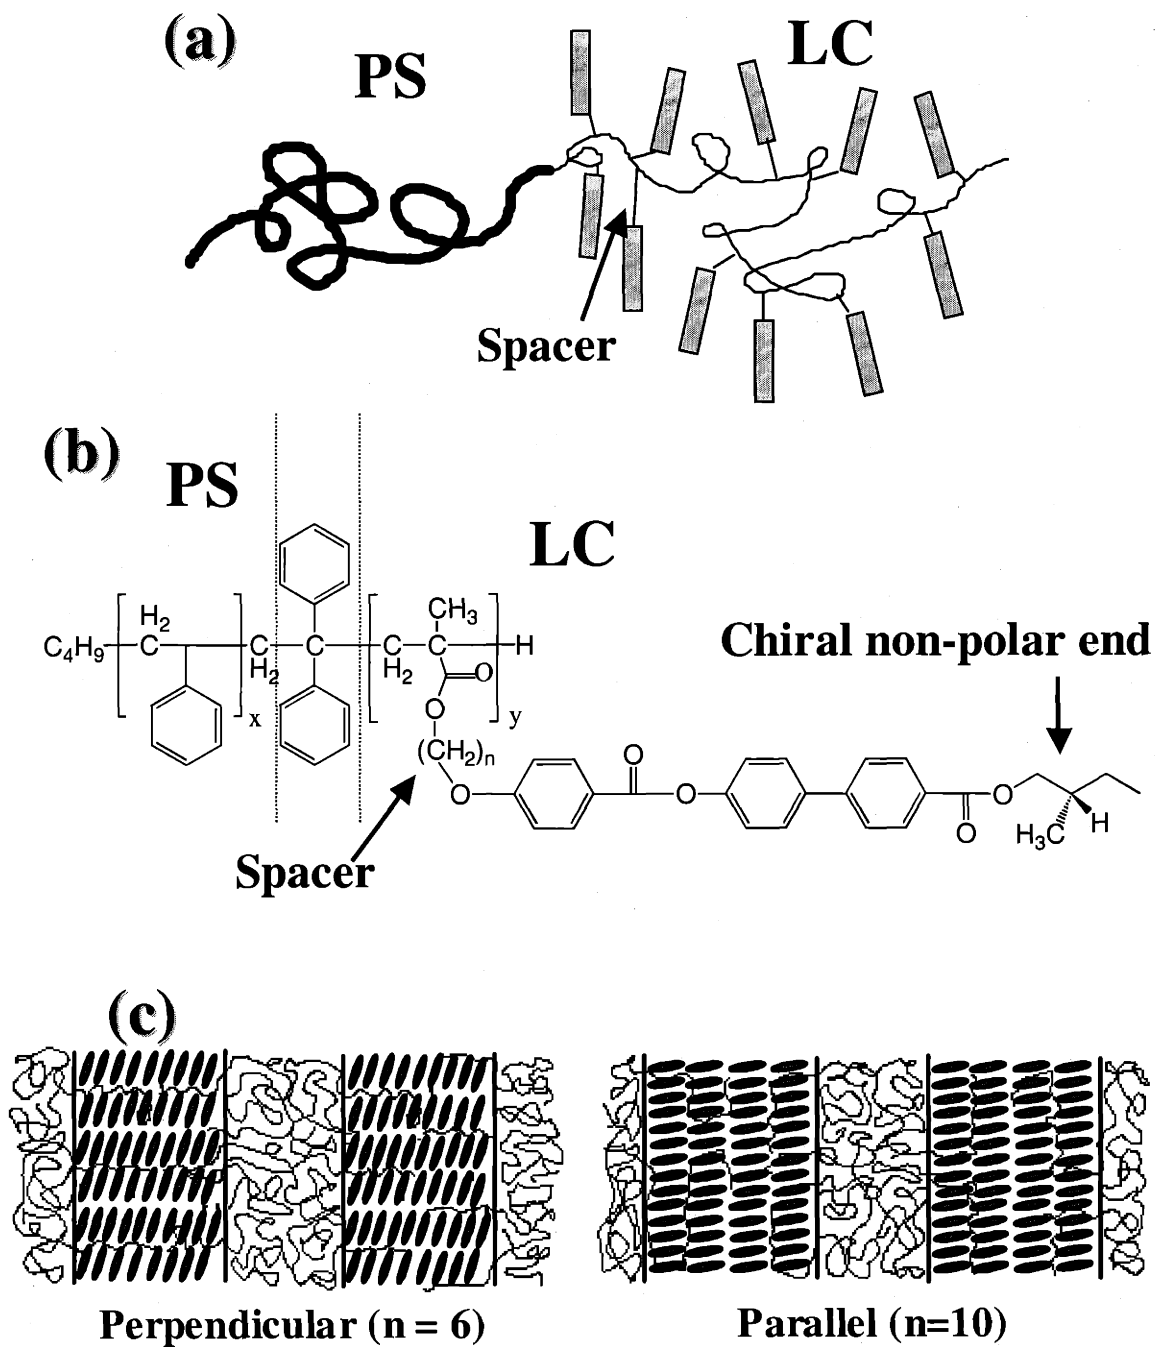 (a)
PS
LC
Spacer
(b)
PS
LC
H2
CH3
C4H9
C
C
H2
C
C
H2
C
H
O
O
x
y
(CH2)n
O
O
O
O
O
H3C
H
Chiral non-polar end
Spacer
(c)
Perpendicular (n = 6)
Parallel (n=10)